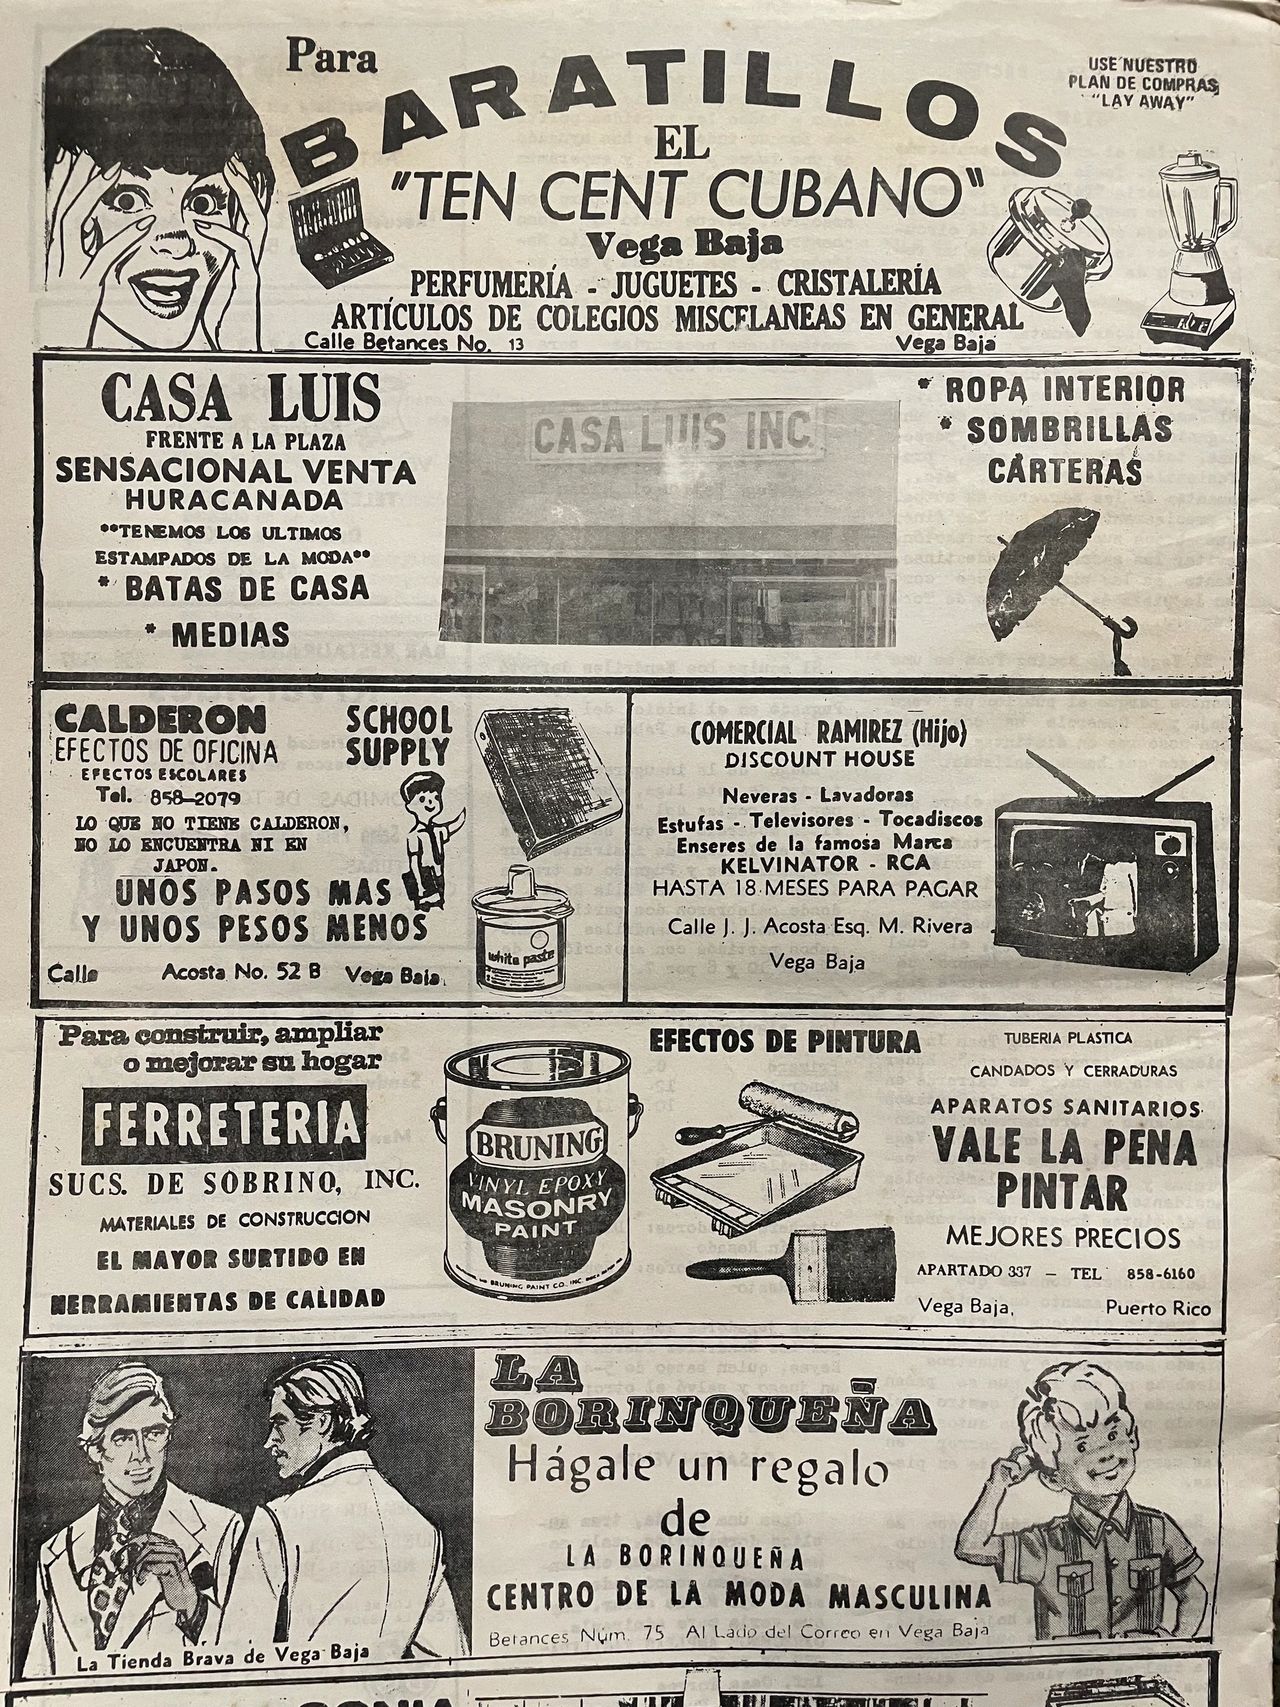 Para
BARATILLOS
USE NUESTRO
PLAN DE COMPRAS
"LAY AWAY"
EL
"TEN CENT CUBANO"
Vega Baja
PERFUMERÍA - JUGUETES - CRISTALERÍA
ARTÍCULOS DE COLEGIOS MISCELANEAS EN GENERAL
Calle Betances No. 13
Vega Baja
CASA LUIS
FRENTE A LA PLAZA
SENSACIONAL VENTA
HURACANADA
**TENEMOS LOS ULTIMOS
ESTAMPADOS DE LA MODA**
* BATAS DE CASA
* MEDIAS
CASA LUIS INC.
* ROPA INTERIOR
* SOMBRILLAS
CARTERAS
CALDERON
EFECTOS DE OFICINA
EFECTOS ESCOLARES
Tel. 858-2079
SCHOOL
SUPPLY
LO QUE NO TIENE CALDERON,
NO LO ENCUENTRA NI EN
JAPON.
UNOS PASOS MAS
Y UNOS PESOS MENOS
Calle Acosta No. 52 B Vega Baja
white paste
COMERCIAL RAMIREZ (Hijo)
DISCOUNT HOUSE
Neveras - Lavadoras
Estufas - Televisores - Tocadiscos
Enseres de la famosa Marca
KELVINATOR - RCA
HASTA 18 MESES PARA PAGAR
Calle J. J. Acosta Esq. M. Rivera
Vega Baja
Para construir, ampliar
o mejorar su hogar
FERRETERIA
SUCS. DE SOBRINO, INC.
MATERIALES DE CONSTRUCCION
EL MAYOR SURTIDO EN
HERRAMIENTAS DE CALIDAD
BRUNING
VINYL EPOXY
MASONRY
PAINT
BRUNING PAINT CO. INC.
EFECTOS DE PINTURA
TUBERIA PLASTICA
CANDADOS Y CERRADURAS
APARATOS SANITARIOS
VALE LA PENA
PINTAR
MEJORES PRECIOS
APARTADO 337 - TEL 858-6160
Vega Baja, Puerto Rico
La Tienda Brava de Vega Baja
LA
BORINQUEÑA
Hágale un regalo
de
LA BORINQUEÑA
CENTRO DE LA MODA MASCULINA
Betances Núm. 75 Al Lado del Correo en Vega Baja